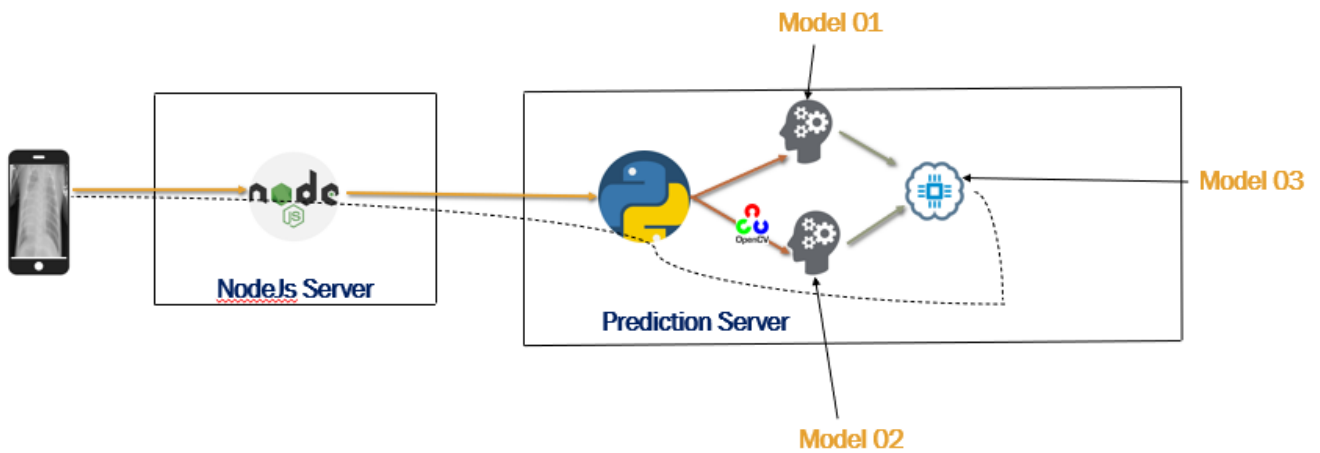 Model 01
node
JS
OpenCV
Model 03
NodeJs Server
Prediction Server
Model 02